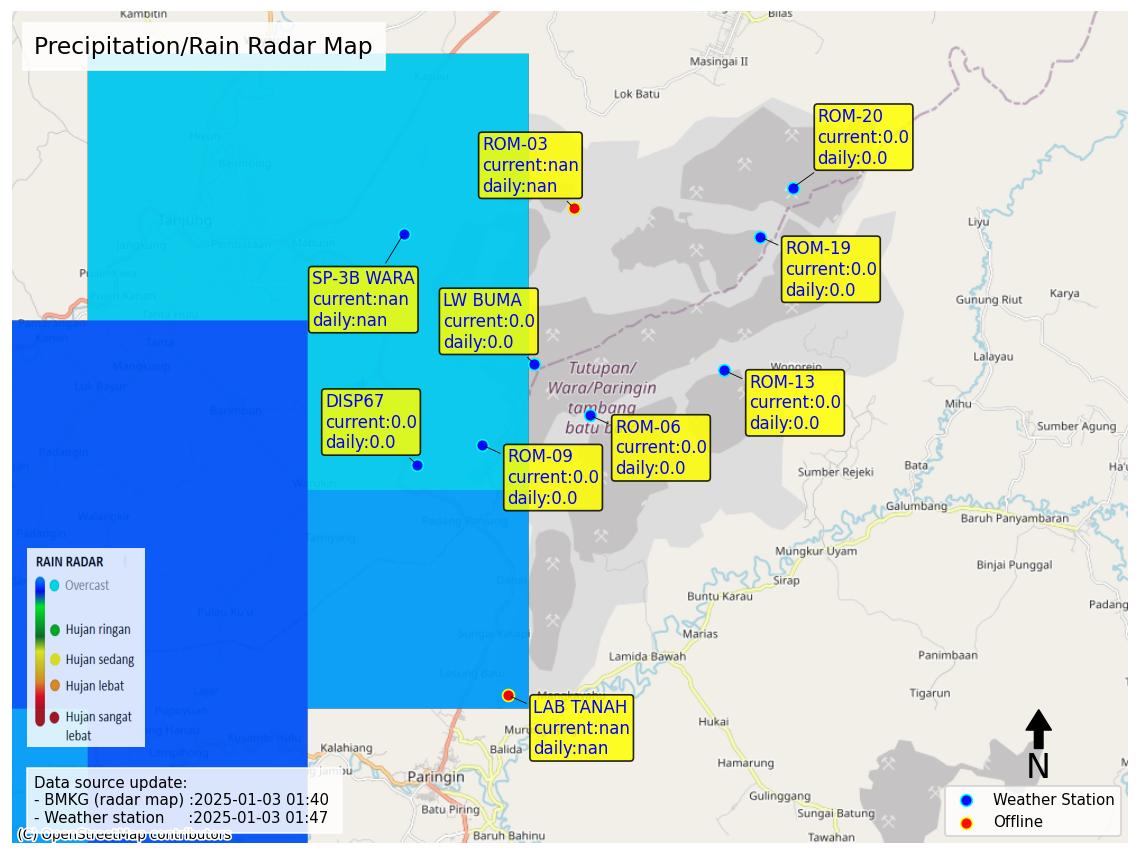 Kambitin
Bilas
Precipitation/Rain Radar Map
Masingai II
Kapar
Lok Batu
ROM-20
current:0.0
daily:0.0
ROM-03
current:nan
daily:nan
Tanjung
Liyu
ROM-19
current:0.0
daily:0.0
SP-3B WARA
current:nan
daily:nan
LW BUMA
current:0.0
daily:0.0
Gunung Riut
Karya
Lalayau
Tutupan/
Wara/Paringin
tambang
batu
Wonorejo
ROM-13
current:0.0
daily:0.0
DISP67
current:0.0
daily:0.0
ROM-06
current:0.0
daily:0.0
ROM-09
current:0.0
daily:0.0
Mihu
Sumber Agung
Bata
Sumber Rejeki
Galumbang
Baruh Panyambaran
Mungkur Uyam
Binjai Punggal
Sirap
Buntu Karau
Padang
Marias
Lamida Bawah
Panimbaan
Tigarun
RAIN RADAR
Overcast
Hujan ringan
Hujan sedang
Hujan lebat
Hujan sangat
lebat
LAB TANAH
current:nan
daily:nan
Hukai
Kalahiang
Balida
Hamarung
Paringin
Batu Piring
Gulinggang
Sungai Batung
Baruh Bahinu
Tawahan
N
Data source update:
- BMKG (radar map) :2025-01-03 01:40
- Weather station :2025-01-03 01:47
(C) OpenStreetMap contributors
Weather Station
Offline